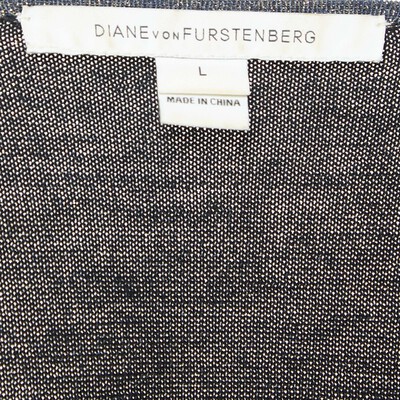 DIANE VON FURSTENBERG
L
MADE IN CHINA